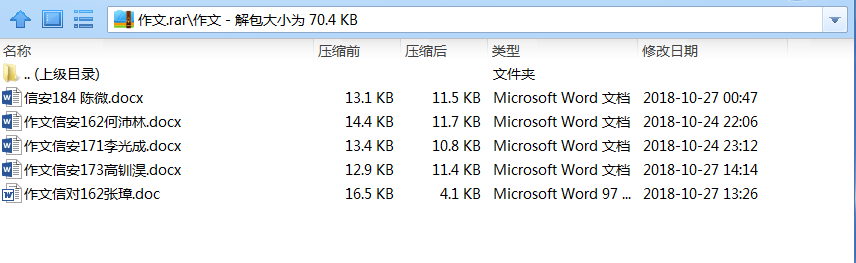 作文.rar\作文 - 解包大小为 70.4 KB
名称 压缩前 压缩后 类型 修改日期
.. (上级目录) 文件夹
信安184 陈微.docx 13.1 KB 11.5 KB Microsoft Word 文档 2018-10-27 00:47
作文信安162何沛林.docx 14.4 KB 11.7 KB Microsoft Word 文档 2018-10-24 22:06
作文信安171李光成.docx 13.4 KB 10.8 KB Microsoft Word 文档 2018-10-24 23:12
作文信安173高钏淏.docx 12.9 KB 11.4 KB Microsoft Word 文档 2018-10-27 14:14
作文信对162张璋.doc 16.5 KB 4.1 KB Microsoft Word 97 ... 2018-10-27 13:26